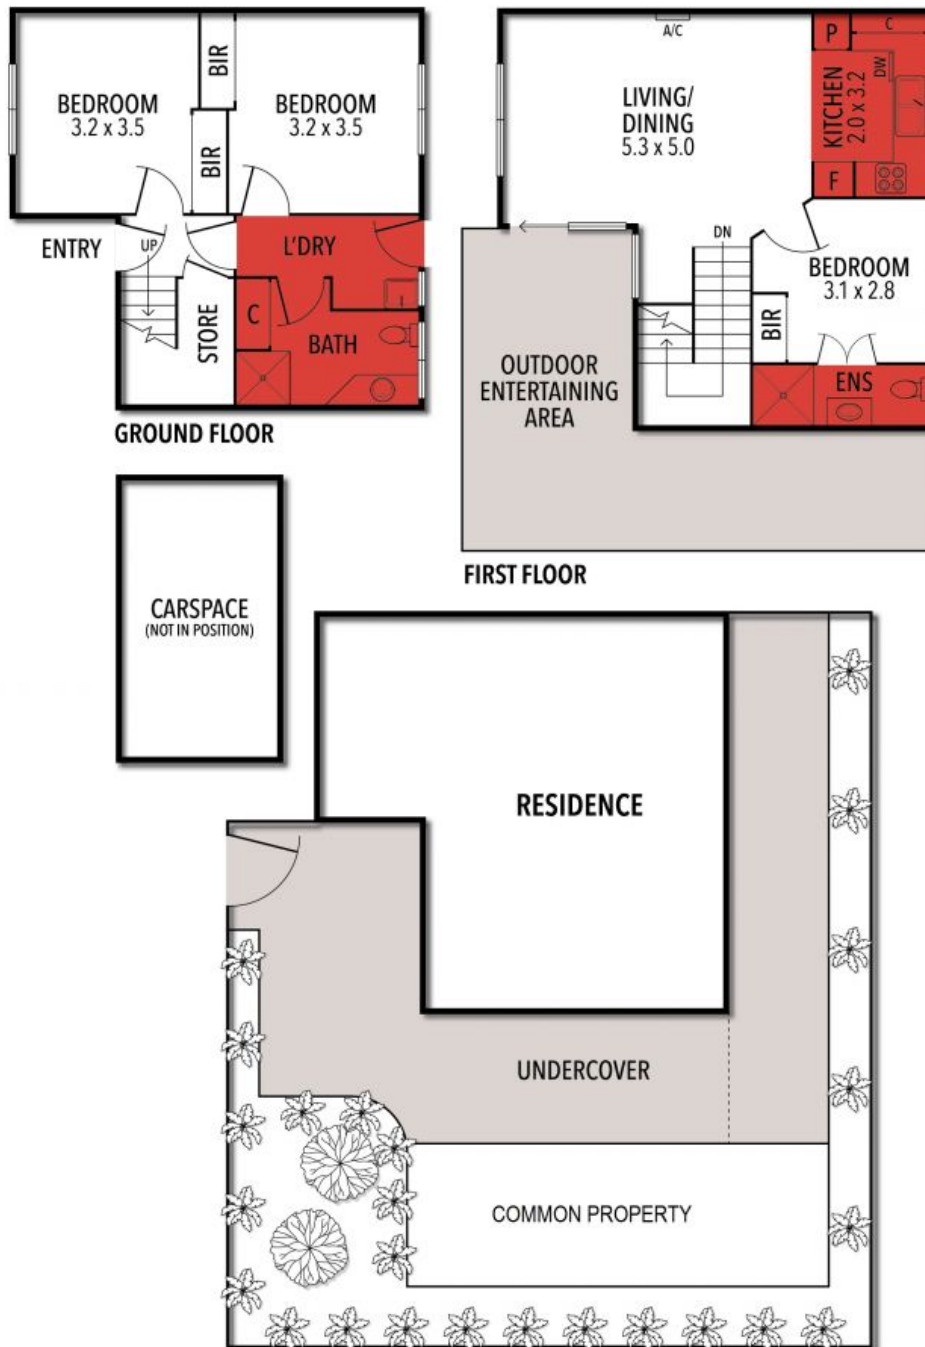 BIR
BEDROOM
3.2 x 3.5
BEDROOM
3.2 x 3.5
BIR
ENTRY
UP
L'DRY
STORE
C
BATH
GROUND FLOOR
A/C
P
C
DW
LIVING/
DINING
5.3 x 5.0
KITCHEN
2.0 x 3.2
F
DN
BEDROOM
3.1 x 2.8
BIR
ENS
OUTDOOR
ENTERTAINING
AREA
FIRST FLOOR
CARSPACE
(NOT IN POSITION)
RESIDENCE
UNDERCOVER
COMMON PROPERTY